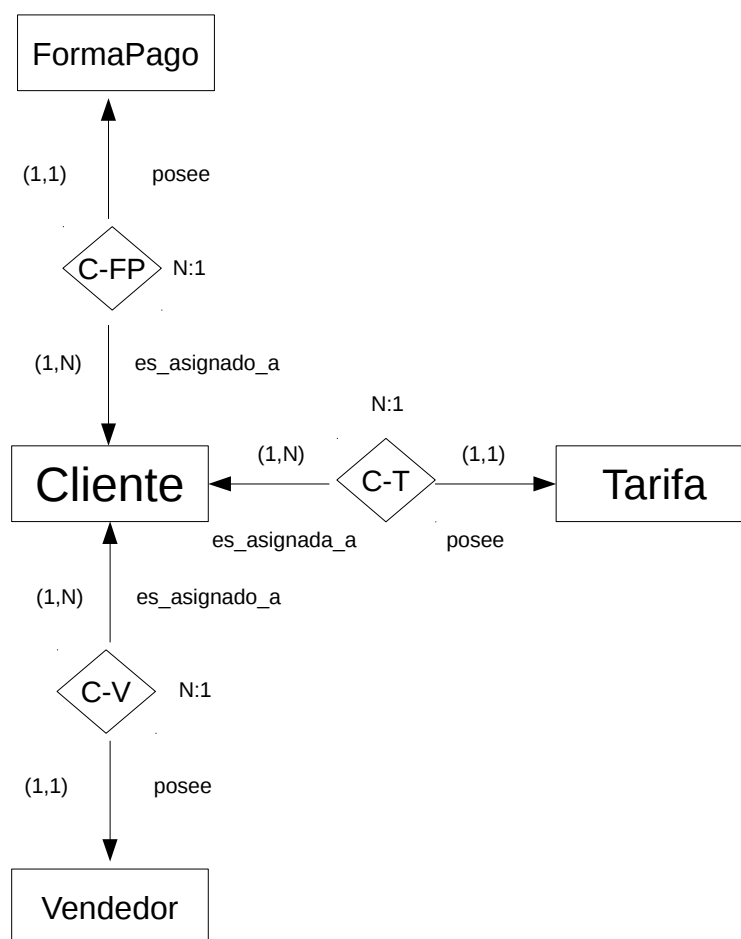 FormaPago
(1,1) posee
C-FP N:1
(1,N) es_asignado_a
N:1
Cliente (1,N) C-T (1,1) Tarifa
es_asignada_a posee
(1,N) es_asignado_a
C-V N:1
(1,1) posee
Vendedor